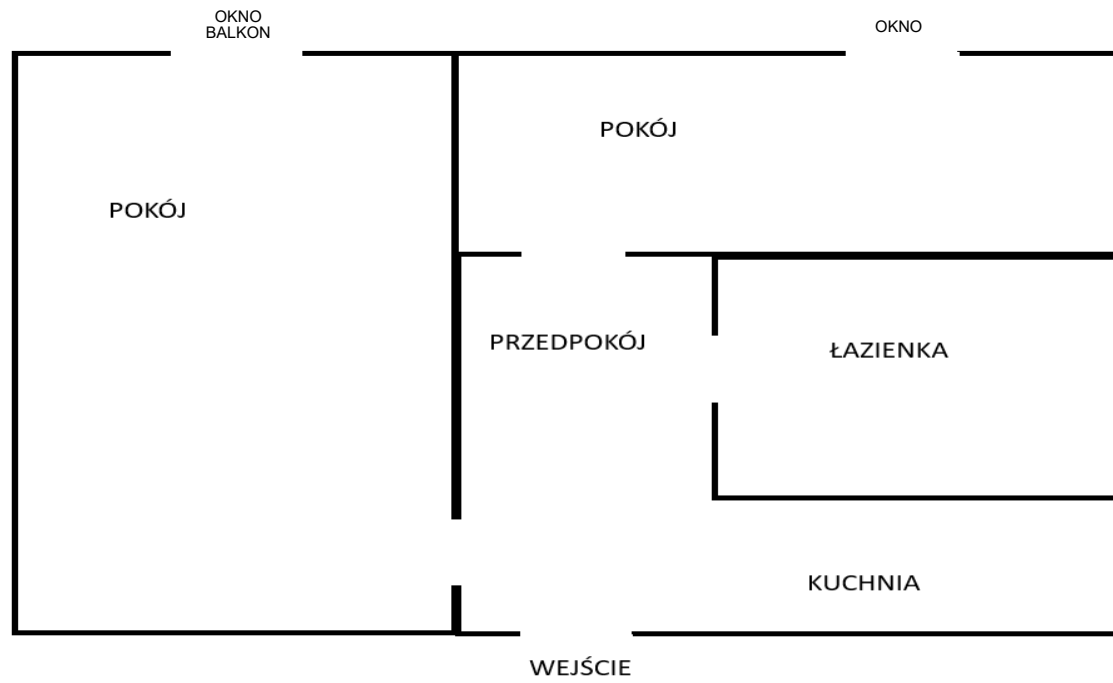 OKNO
BALKON
OKNO
POKÓJ
POKÓJ
PRZEDPOKÓJ
ŁAZIENKA
KUCHNIA
WEJŚCIE